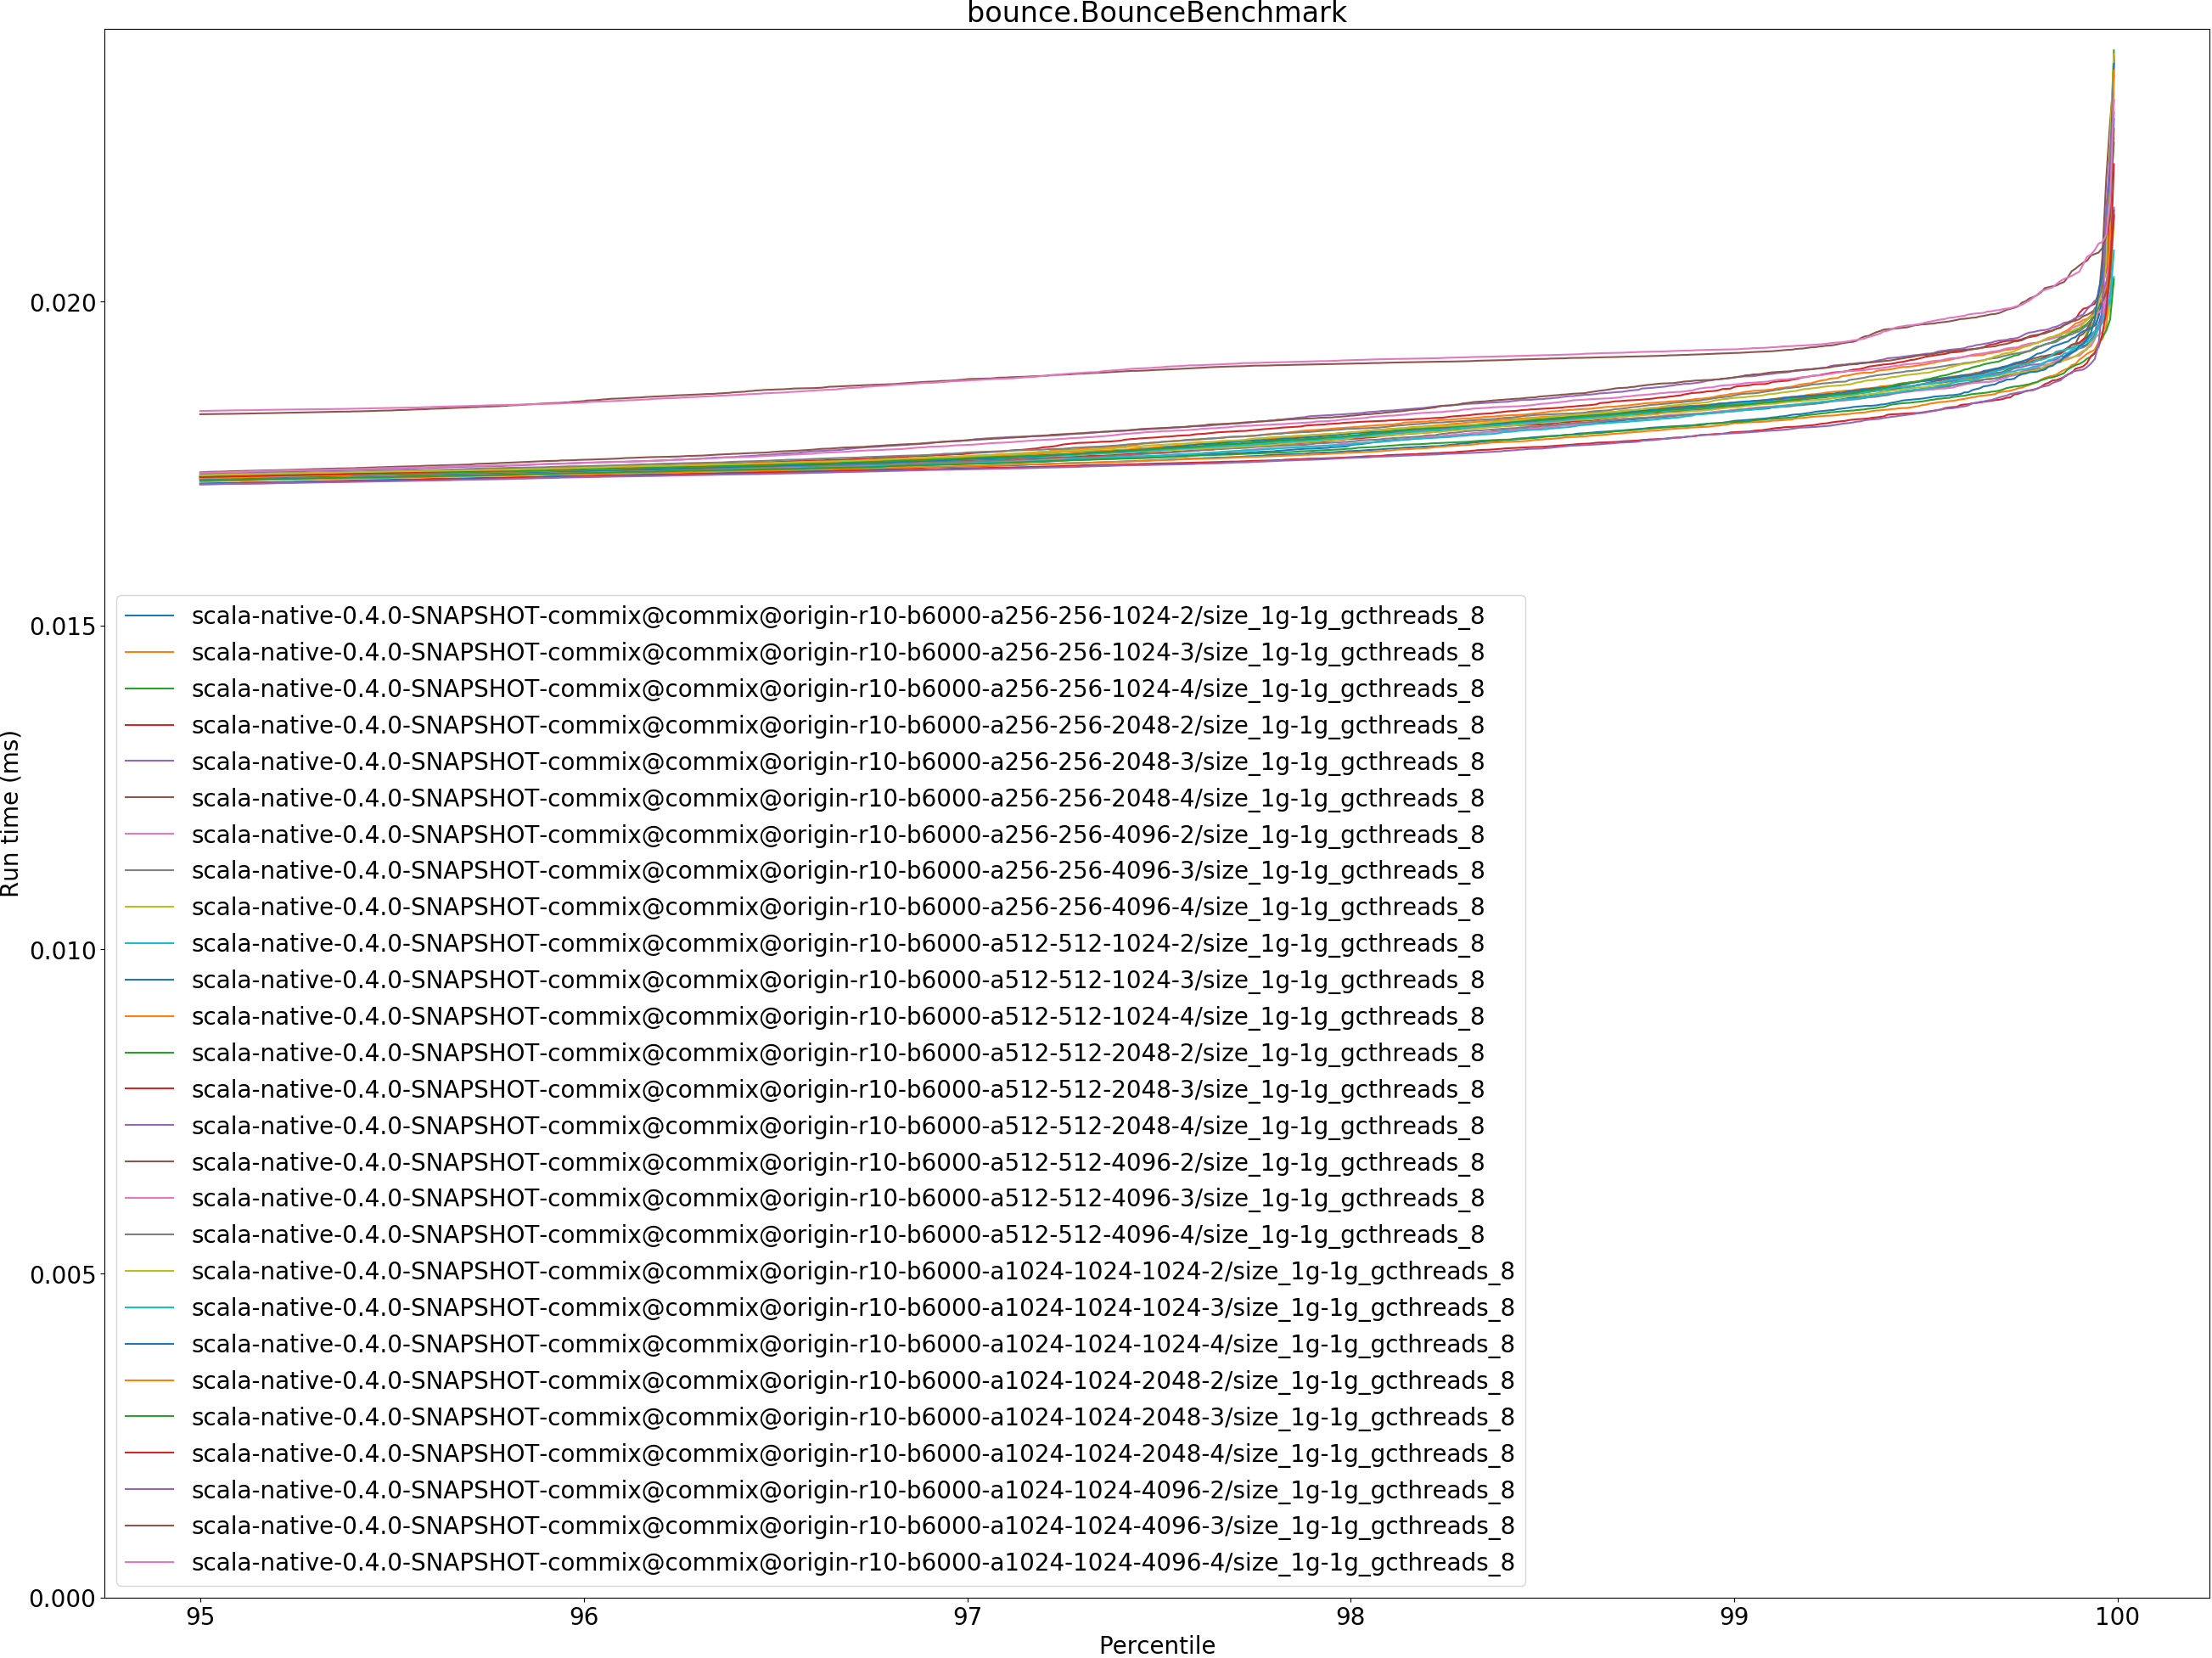 bounce.BounceBenchmark
Run time (ms)
0.020
0.015
0.010
0.005
0.000
scala-native-0.4.0-SNAPSHOT-commix@commix@origin-r10-b6000-a256-256-1024-2/size_1g-1g_gcthreads_8
scala-native-0.4.0-SNAPSHOT-commix@commix@origin-r10-b6000-a256-256-1024-3/size_1g-1g_gcthreads_8
scala-native-0.4.0-SNAPSHOT-commix@commix@origin-r10-b6000-a256-256-1024-4/size_1g-1g_gcthreads_8
scala-native-0.4.0-SNAPSHOT-commix@commix@origin-r10-b6000-a256-256-2048-2/size_1g-1g_gcthreads_8
scala-native-0.4.0-SNAPSHOT-commix@commix@origin-r10-b6000-a256-256-2048-3/size_1g-1g_gcthreads_8
scala-native-0.4.0-SNAPSHOT-commix@commix@origin-r10-b6000-a256-256-2048-4/size_1g-1g_gcthreads_8
scala-native-0.4.0-SNAPSHOT-commix@commix@origin-r10-b6000-a256-256-4096-2/size_1g-1g_gcthreads_8
scala-native-0.4.0-SNAPSHOT-commix@commix@origin-r10-b6000-a256-256-4096-3/size_1g-1g_gcthreads_8
scala-native-0.4.0-SNAPSHOT-commix@commix@origin-r10-b6000-a256-256-4096-4/size_1g-1g_gcthreads_8
scala-native-0.4.0-SNAPSHOT-commix@commix@origin-r10-b6000-a512-512-1024-2/size_1g-1g_gcthreads_8
scala-native-0.4.0-SNAPSHOT-commix@commix@origin-r10-b6000-a512-512-1024-3/size_1g-1g_gcthreads_8
scala-native-0.4.0-SNAPSHOT-commix@commix@origin-r10-b6000-a512-512-1024-4/size_1g-1g_gcthreads_8
scala-native-0.4.0-SNAPSHOT-commix@commix@origin-r10-b6000-a512-512-2048-2/size_1g-1g_gcthreads_8
scala-native-0.4.0-SNAPSHOT-commix@commix@origin-r10-b6000-a512-512-2048-3/size_1g-1g_gcthreads_8
scala-native-0.4.0-SNAPSHOT-commix@commix@origin-r10-b6000-a512-512-2048-4/size_1g-1g_gcthreads_8
scala-native-0.4.0-SNAPSHOT-commix@commix@origin-r10-b6000-a512-512-4096-2/size_1g-1g_gcthreads_8
scala-native-0.4.0-SNAPSHOT-commix@commix@origin-r10-b6000-a512-512-4096-3/size_1g-1g_gcthreads_8
scala-native-0.4.0-SNAPSHOT-commix@commix@origin-r10-b6000-a512-512-4096-4/size_1g-1g_gcthreads_8
scala-native-0.4.0-SNAPSHOT-commix@commix@origin-r10-b6000-a1024-1024-1024-2/size_1g-1g_gcthreads_8
scala-native-0.4.0-SNAPSHOT-commix@commix@origin-r10-b6000-a1024-1024-1024-3/size_1g-1g_gcthreads_8
scala-native-0.4.0-SNAPSHOT-commix@commix@origin-r10-b6000-a1024-1024-1024-4/size_1g-1g_gcthreads_8
scala-native-0.4.0-SNAPSHOT-commix@commix@origin-r10-b6000-a1024-1024-2048-2/size_1g-1g_gcthreads_8
scala-native-0.4.0-SNAPSHOT-commix@commix@origin-r10-b6000-a1024-1024-2048-3/size_1g-1g_gcthreads_8
scala-native-0.4.0-SNAPSHOT-commix@commix@origin-r10-b6000-a1024-1024-2048-4/size_1g-1g_gcthreads_8
scala-native-0.4.0-SNAPSHOT-commix@commix@origin-r10-b6000-a1024-1024-4096-2/size_1g-1g_gcthreads_8
scala-native-0.4.0-SNAPSHOT-commix@commix@origin-r10-b6000-a1024-1024-4096-3/size_1g-1g_gcthreads_8
scala-native-0.4.0-SNAPSHOT-commix@commix@origin-r10-b6000-a1024-1024-4096-4/size_1g-1g_gcthreads_8
95 96 97 98 99 100
Percentile